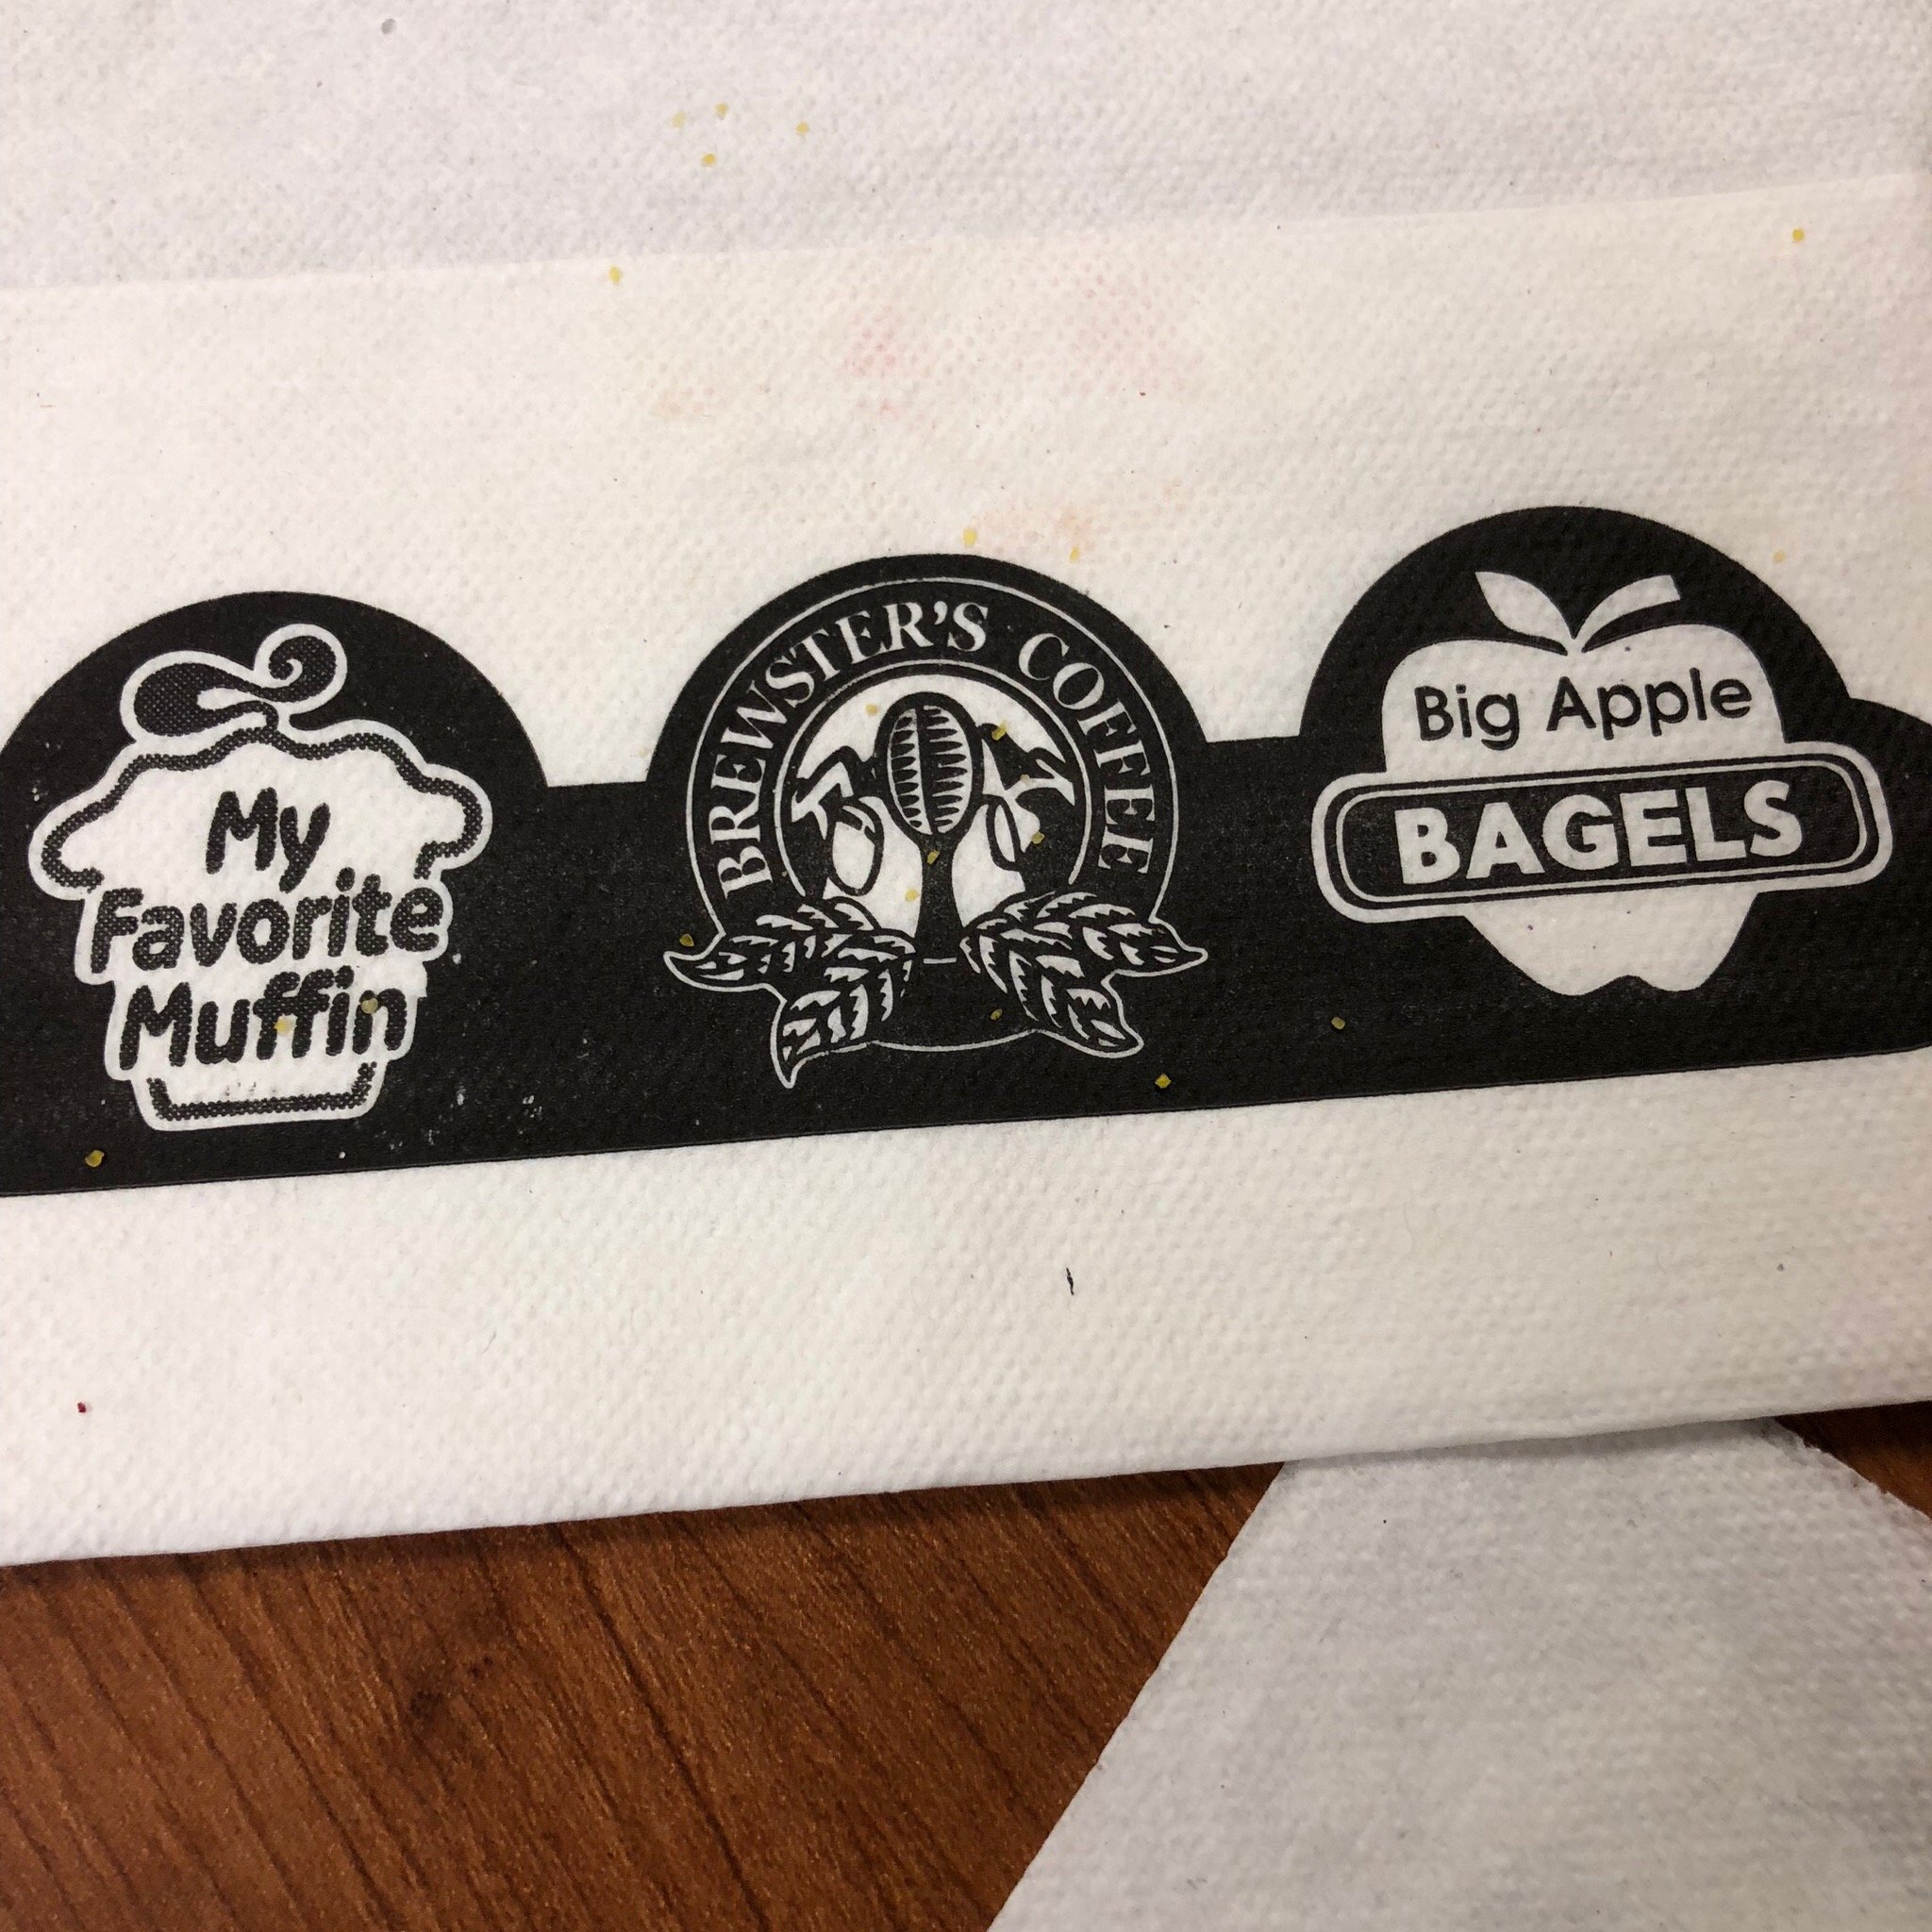 My
Favorite
Muffin
BREWSTER'S COFFEE
Big Apple
BAGELS